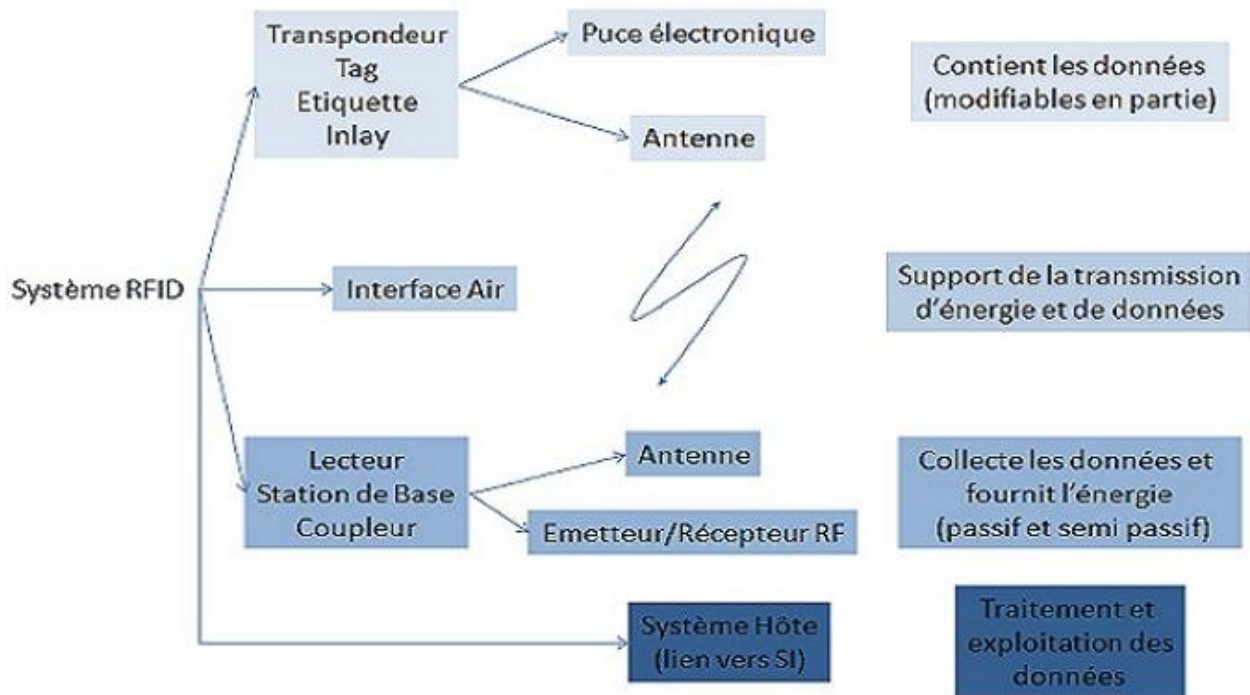 Transpondeur
Tag
Etiquette
Inlay
Puce électronique
Antenne
Contient les données
(modifiables en partie)
Système RFID
Interface Air
Support de la transmission
d'énergie et de données
Lecteur
Station de Base
Coupleur
Antenne
Emetteur/Récepteur RF
Collecte les données et
fournit l'énergie
(passif et semi passif)
Système Hôte
(lien vers SI)
Traitement et
exploitation des
données